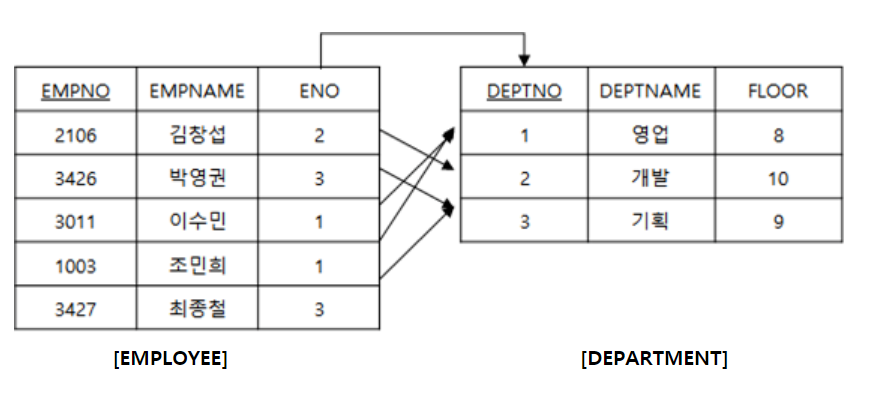 EMPNO EMPNAME ENO
2106 김창섭 2
3426 박영권 3
3011 이수민 1
1003 조민희 1
3427 최종철 3
[EMPLOYEE]
DEPTNO DEPTNAME FLOOR
1 영업 8
2 개발 10
3 기획 9
[DEPARTMENT]